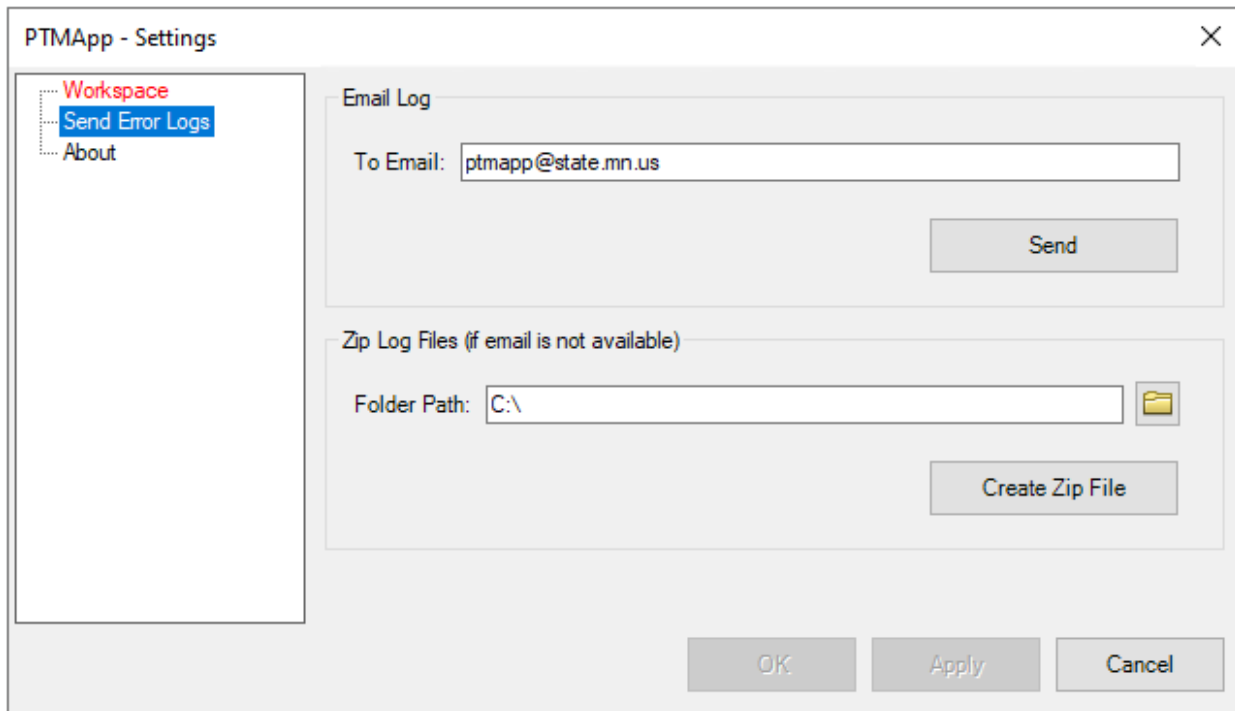 PTMApp - Settings
Workspace
Send Error Logs
About
Email Log
To Email: ptmapp@state.mn.us
Send
Zip Log Files (if email is not available)
Folder Path: C:\
Create Zip File
OK Apply Cancel